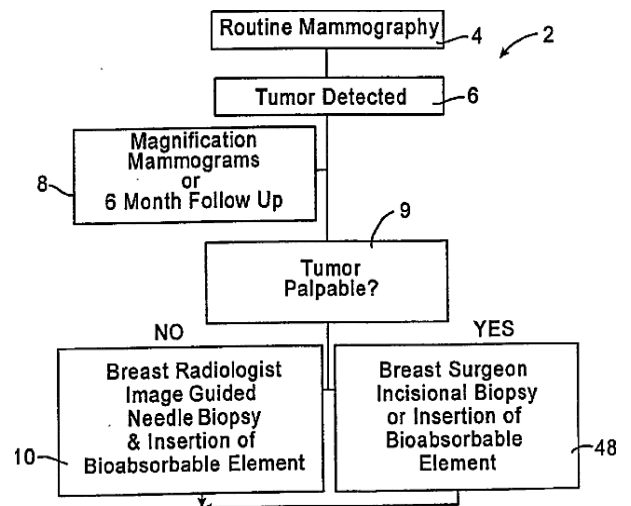 Routine Mammography
4
2
Tumor Detected
6
Magnification
Mammograms
or
6 Month Follow Up
8
9
Tumor
Palpable?
NO
YES
Breast Radiologist
Image Guided
Needle Biopsy
& Insertion of
Bioabsorbable Element
10
Breast Surgeon
Incisional Biopsy
or Insertion of
Bioabsorbable
Element
48